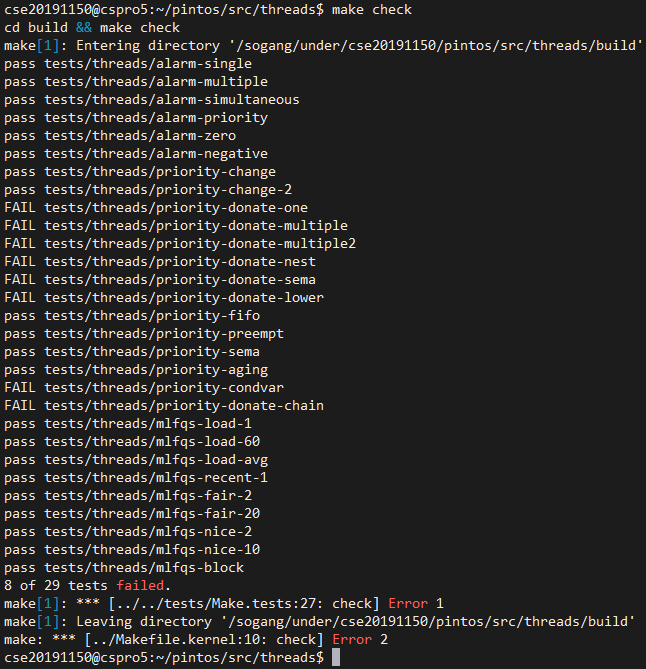 cse20191150@cspro5:~/pintos/src/threads$ make check
cd build && make check
make[1]: Entering directory '/sogang/under/cse20191150/pintos/src/threads/build'
pass tests/threads/alarm-single
pass tests/threads/alarm-multiple
pass tests/threads/alarm-simultaneous
pass tests/threads/alarm-priority
pass tests/threads/alarm-zero
pass tests/threads/alarm-negative
pass tests/threads/priority-change
pass tests/threads/priority-change-2
FAIL tests/threads/priority-donate-one
FAIL tests/threads/priority-donate-multiple
FAIL tests/threads/priority-donate-multiple2
FAIL tests/threads/priority-donate-nest
FAIL tests/threads/priority-donate-sema
FAIL tests/threads/priority-donate-lower
pass tests/threads/priority-fifo
pass tests/threads/priority-preempt
pass tests/threads/priority-sema
pass tests/threads/priority-aging
FAIL tests/threads/priority-condvar
FAIL tests/threads/priority-donate-chain
pass tests/threads/mlfqs-load-1
pass tests/threads/mlfqs-load-60
pass tests/threads/mlfqs-load-avg
pass tests/threads/mlfqs-recent-1
pass tests/threads/mlfqs-fair-2
pass tests/threads/mlfqs-fair-20
pass tests/threads/mlfqs-nice-2
pass tests/threads/mlfqs-nice-10
pass tests/threads/mlfqs-block
8 of 29 tests failed.
make[1]: *** [../../tests/Make.tests:27: check] Error 1
make[1]: Leaving directory '/sogang/under/cse20191150/pintos/src/threads/build'
make: *** [../Makefile.kernel:10: check] Error 2
cse20191150@cspro5:~/pintos/src/threads$